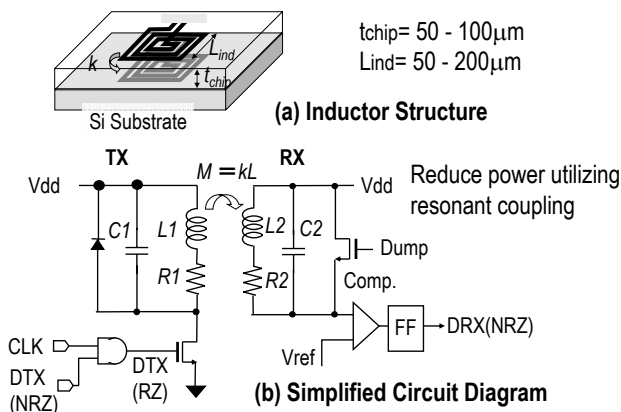 tchip= 50 - 100μm
Lind= 50 - 200μm
Lind
k
tchip
Si Substrate
(a) Inductor Structure
TX
M = kL
RX
Vdd
Vdd
Reduce power utilizing
resonant coupling
C1
L1
L2
C2
Dump
R1
R2
Comp.
FF
DRX(NRZ)
CLK
DTX
(NRZ)
DTX
(RZ)
Vref
(b) Simplified Circuit Diagram